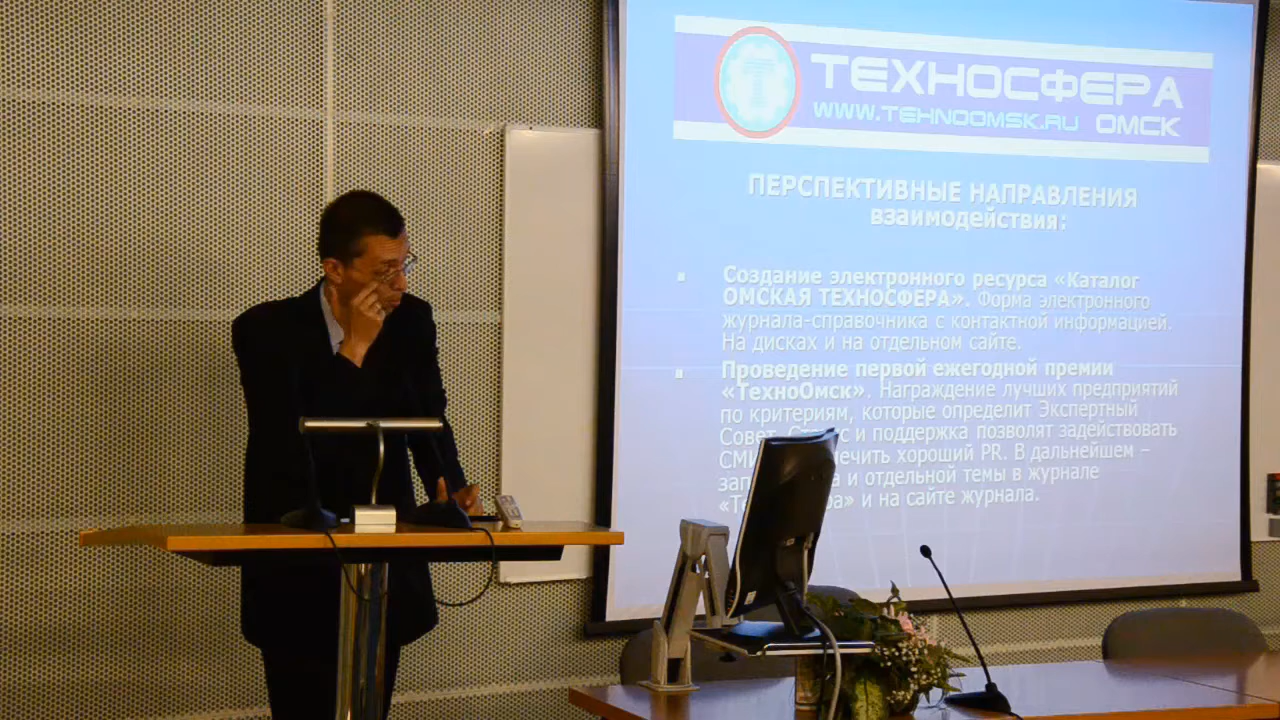 ТЕХНОСФЕРА
WWW.TEHNOOMSK.RU ОМСК
ПЕРСПЕКТИВНЫЕ НАПРАВЛЕНИЯ
взаимодействия:
Создание электронного ресурса «Каталог
ОМСКАЯ ТЕХНОСФЕРА». Форма электронного
журнала-справочника с контактной информацией.
На дисках и на отдельном сайте.
Проведение первой ежегодной премии
«ТехноОмск». Награждение лучших предприятий
по критериям, которые определит Экспертный
и поддержка позволят задействовать
хороший PR. В дальнейшем –
и отдельной темы в журнале
и на сайте журнала.